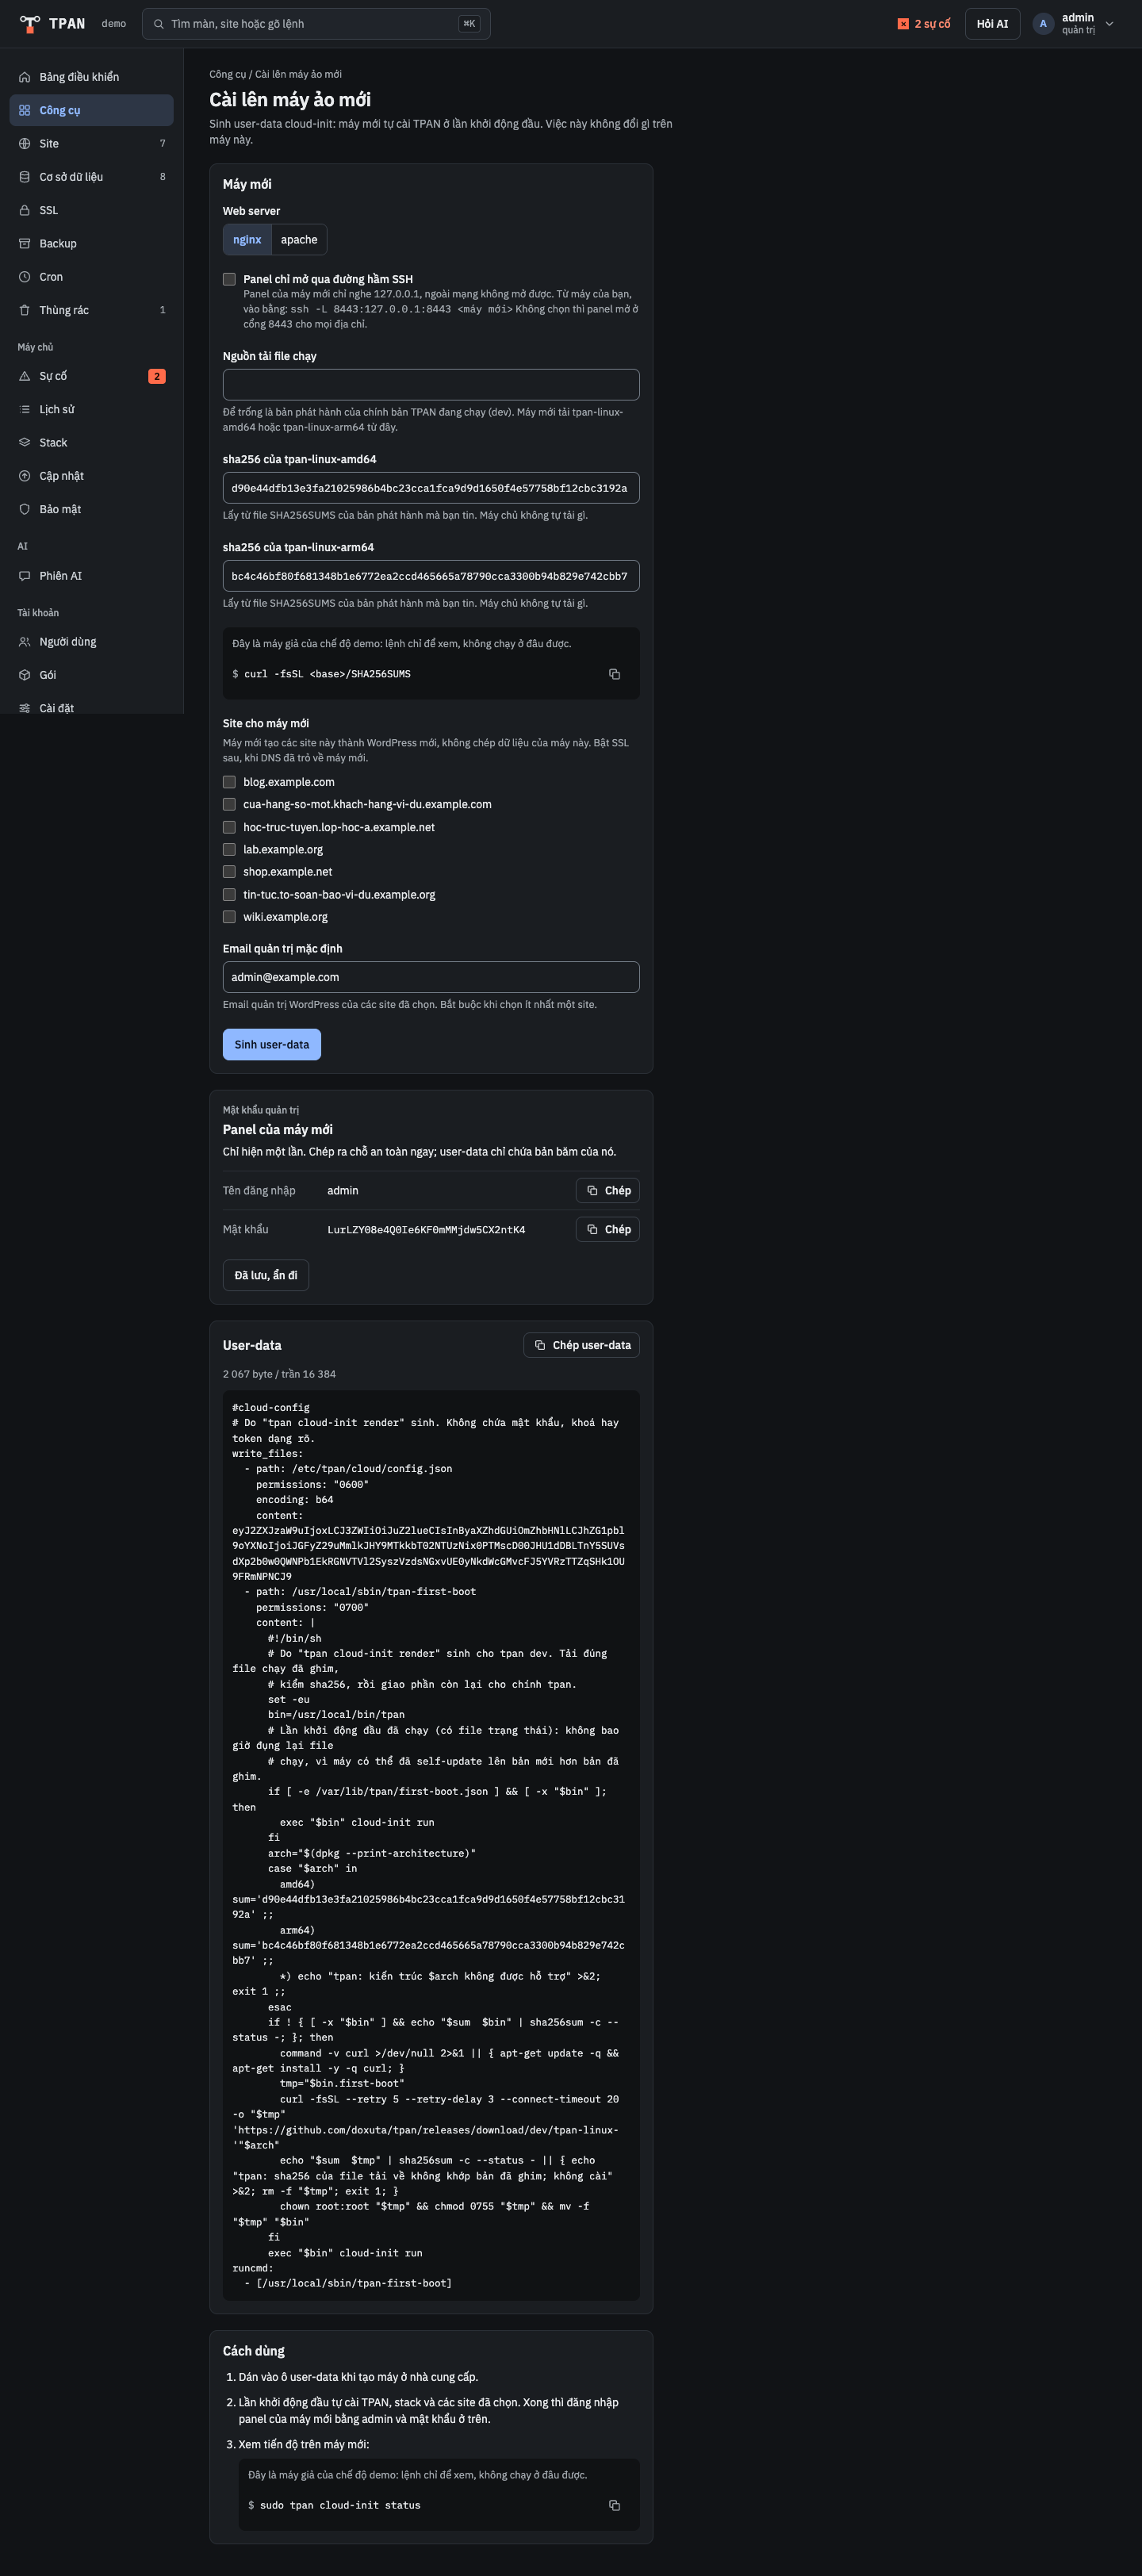 TPAN demo Tìm màn, site hoặc gõ lệnh ⌘K 2 sự cố Hỏi AI A admin
quản trị
Bảng điều khiển
Công cụ
Site 7
Cơ sở dữ liệu 8
SSL
Backup
Cron
Thùng rác 1
Máy chủ
Sự cố 2
Lịch sử
Stack
Cập nhật
Bảo mật
AI
Phiên AI
Tài khoản
Người dùng
Gói
Cài đặt
Công cụ / Cài lên máy ảo mới
Cài lên máy ảo mới
Sinh user-data cloud-init: máy mới tự cài TPAN ở lần khởi động đầu. Việc này không đổi gì trên
máy này.
Máy mới
Web server
nginx apache
Panel chỉ mở qua đường hầm SSH
Panel của máy mới chỉ nghe 127.0.0.1, ngoài mạng không mở được. Từ máy của bạn,
vào bằng: ssh -L 8443:127.0.0.1:8443 <máy mới> Không chọn thì panel mở ở
cổng 8443 cho mọi địa chỉ.
Nguồn tải file chạy
Để trống là bản phát hành của chính bản TPAN đang chạy (dev). Máy mới tải tpan-linux-
amd64 hoặc tpan-linux-arm64 từ đây.
sha256 của tpan-linux-amd64
d90e44dfb13e3fa21025986b4bc23cca1fca9d9d1650f4e57758bf12cbc3192a
Lấy từ file SHA256SUMS của bản phát hành mà bạn tin. Máy chủ không tự tải gì.
sha256 của tpan-linux-arm64
bc4c46bf80f681348b1e6772ea2ccd465665a78790cca3300b94b829e742cbb7
Lấy từ file SHA256SUMS của bản phát hành mà bạn tin. Máy chủ không tự tải gì.
Đây là máy giả của chế độ demo: lệnh chỉ để xem, không chạy ở đâu được.
$ curl -fsSL <base>/SHA256SUMS
Site cho máy mới
Máy mới tạo các site này thành WordPress mới, không chép dữ liệu của máy này. Bật SSL
sau, khi DNS đã trỏ về máy mới.
blog.example.com
cua-hang-so-mot.khach-hang-vi-du.example.com
hoc-truc-tuyen.lop-hoc-a.example.net
lab.example.org
shop.example.net
tin-tuc.to-soan-bao-vi-du.example.org
wiki.example.org
Email quản trị mặc định
admin@example.com
Email quản trị WordPress của các site đã chọn. Bắt buộc khi chọn ít nhất một site.
Sinh user-data
Mật khẩu quản trị
Panel của máy mới
Chỉ hiện một lần. Chép ra chỗ an toàn ngay; user-data chỉ chứa bản băm của nó.
Tên đăng nhập admin Chép
Mật khẩu LurLZY08e4Q0Ie6KF0mMMjdw5CX2ntK4 Chép
Đã lưu, ẩn đi
User-data Chép user-data
2 067 byte / trần 16 384
#cloud-config
# Do "tpan cloud-init render" sinh. Không chứa mật khẩu, khoá hay
token dạng rõ.
write_files:
- path: /etc/tpan/cloud/config.json
permissions: "0600"
encoding: b64
content:
eyJ2ZXJzaW9uIjoxLCJ3ZWIiOiJuZ2lueCIsInByaXZhdGUiOmZhbHNlLCJhZG1pbl
9oYXNoIjoiJGFyZ29uMmlkJHY9MTkkbT02NTUzNix0PTMscD00JHU1dDBLTnY5SUVs
dXp2b0w0QWNPb1EkRGNVTVl2SyszVzdsNGxvUE0yNkdWcGMvcFJ5YVRzTTZqSHk1OU
9FRmNPNCJ9
- path: /usr/local/sbin/tpan-first-boot
permissions: "0700"
content: |
#!/bin/sh
# Do "tpan cloud-init render" sinh cho tpan dev. Tải đúng
file chạy đã ghim,
# kiểm sha256, rồi giao phần còn lại cho chính tpan.
set -eu
bin=/usr/local/bin/tpan
# Lần khởi động đầu đã chạy (có file trạng thái): không bao
giờ đụng lại file
# chạy, vì máy có thể đã self-update lên bản mới hơn bản đã
ghim.
if [ -e /var/lib/tpan/first-boot.json ] && [ -x "$bin" ];
then
exec "$bin" cloud-init run
fi
arch="$(dpkg --print-architecture)"
case "$arch" in
amd64)
sum='d90e44dfb13e3fa21025986b4bc23cca1fca9d9d1650f4e57758bf12cbc31
92a' ;;
arm64)
sum='bc4c46bf80f681348b1e6772ea2ccd465665a78790cca3300b94b829e742c
bb7' ;;
*) echo "tpan: kiến trúc $arch không được hỗ trợ" >&2;
exit 1 ;;
esac
if ! { [ -x "$bin" ] && echo "$sum  $bin" | sha256sum -c --
status -; }; then
command -v curl >/dev/null 2>&1 || { apt-get update -q &&
apt-get install -y -q curl; }
tmp="$bin.first-boot"
curl -fsSL --retry 5 --retry-delay 3 --connect-timeout 20
-o "$tmp"
'https://github.com/doxuta/tpan/releases/download/dev/tpan-linux-
'"$arch"
echo "$sum  $tmp" | sha256sum -c --status - || { echo
"tpan: sha256 của file tải về không khớp bản đã ghim; không cài"
>&2; rm -f "$tmp"; exit 1; }
chown root:root "$tmp" && chmod 0755 "$tmp" && mv -f
"$tmp" "$bin"
fi
exec "$bin" cloud-init run
runcmd:
- [/usr/local/sbin/tpan-first-boot]
Cách dùng
1. Dán vào ô user-data khi tạo máy ở nhà cung cấp.
2. Lần khởi động đầu tự cài TPAN, stack và các site đã chọn. Xong thì đăng nhập
panel của máy mới bằng admin và mật khẩu ở trên.
3. Xem tiến độ trên máy mới:
Đây là máy giả của chế độ demo: lệnh chỉ để xem, không chạy ở đâu được.
$ sudo tpan cloud-init status